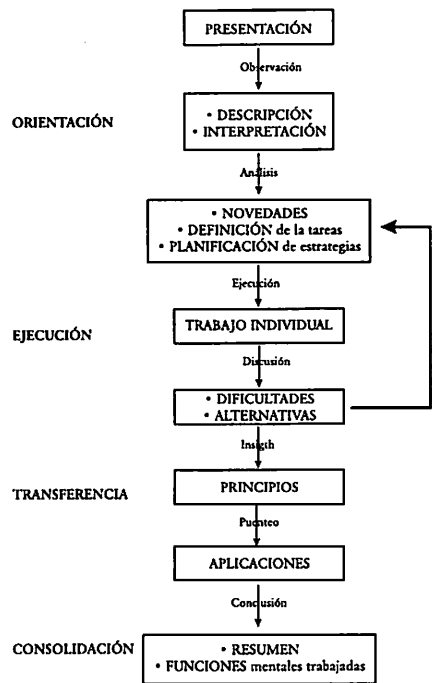 PRESENTACIÓN
Observación
ORIENTACIÓN
• DESCRIPCIÓN
• INTERPRETACIÓN
Análisis
• NOVEDADES
• DEFINICIÓN de la tareas
• PLANIFICACIÓN de estrategias
Ejecución
EJECUCIÓN
TRABAJO INDIVIDUAL
Discusión
• DIFICULTADES
• ALTERNATIVAS
Insigth
TRANSFERENCIA
PRINCIPIOS
Puenteo
APLICACIONES
Conclusión
CONSOLIDACIÓN
• RESUMEN
• FUNCIONES mentales trabajadas